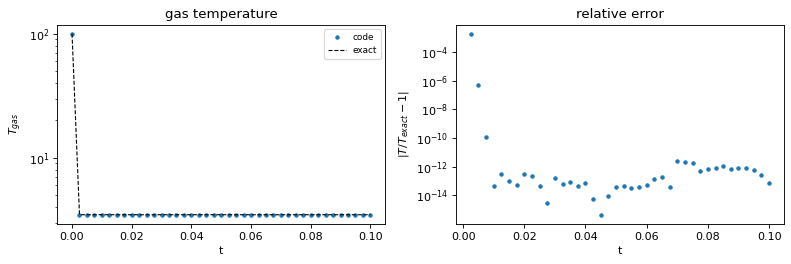 gas temperature
10²
10¹
T_gas
code
exact
0.00 0.02 0.04 0.06 0.08 0.10
t
relative error
10⁻⁴
10⁻⁶
10⁻⁸
10⁻¹⁰
10⁻¹²
10⁻¹⁴
|T/T_exact − 1|
0.00 0.02 0.04 0.06 0.08 0.10
t